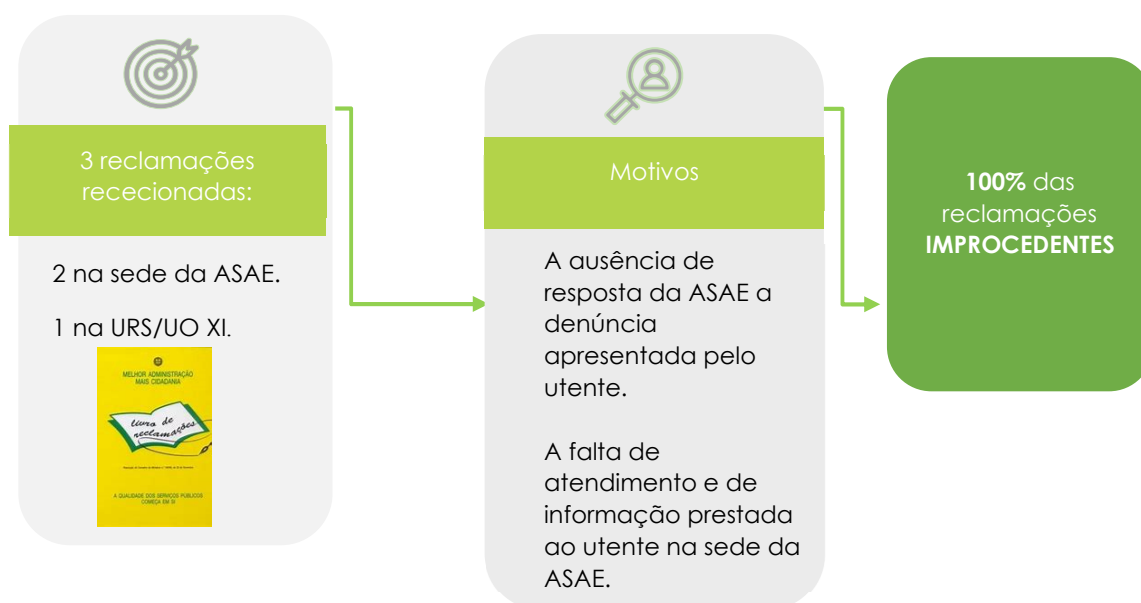 3 reclamações
rececionadas:
2 na sede da ASAE.
1 na URS/UO XI.
MELHOR ADMINISTRAÇÃO
MAIS CIDADANIA
livro de
reclamações
A QUALIDADE DOS SERVIÇOS PÚBLICOS
COMEÇA EM SI
Motivos
A ausência de
resposta da ASAE a
denúncia
apresentada pelo
utente.
A falta de
atendimento e de
informação prestada
ao utente na sede da
ASAE.
100% das
reclamações
IMPROCEDENTES